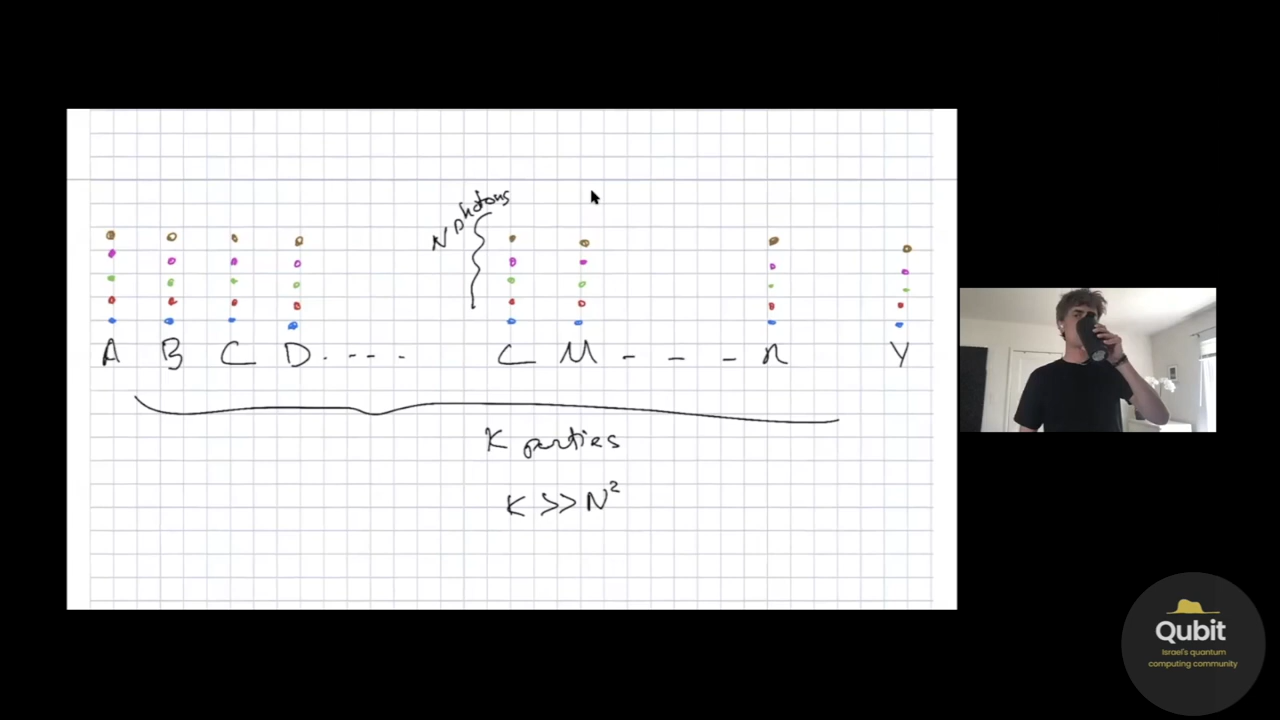 N photons
A B C D . - - . C M - - - n Y
K parties
K >> N²
Qubit
Israel's quantum
computing community